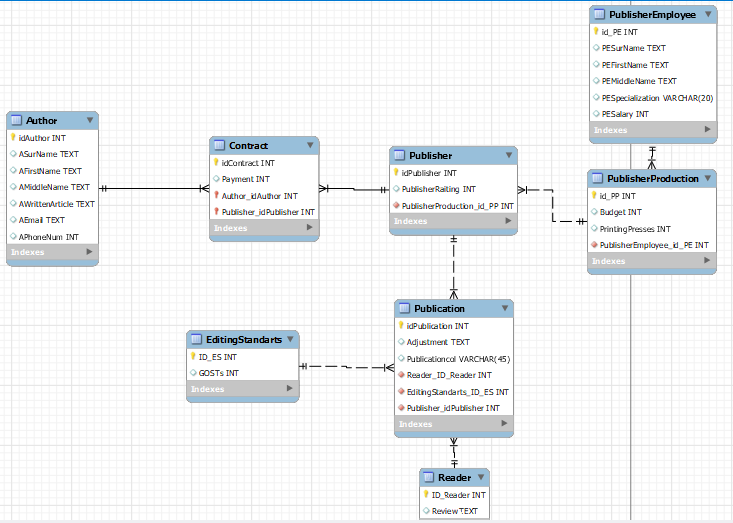 PublisherEmployee
id_PE INT
PESurName TEXT
PEFirstName TEXT
PEMiddleName TEXT
PESpecialization VARCHAR(20)
PESalary INT
Indexes
Author
idAuthor INT
ASurName TEXT
AFirstName TEXT
AMiddleName TEXT
AWrittenArticle TEXT
AEmail TEXT
APhoneNum INT
Indexes
Contract
idContract INT
Payment INT
Author_idAuthor INT
Publisher_idPublisher INT
Indexes
Publisher
idPublisher INT
PublisherRaiting INT
PublisherProduction_id_PP INT
Indexes
PublisherProduction
id_PP INT
Budget INT
PrintingPresses INT
PublisherEmployee_id_PE INT
Indexes
EditingStandarts
ID_ES INT
GOSTs INT
Indexes
Publication
idPublication INT
Adjustment TEXT
Publicationcol VARCHAR(45)
Reader_ID_Reader INT
EditingStandarts_ID_ES INT
Publisher_idPublisher INT
Indexes
Reader
ID_Reader INT
Review TEXT